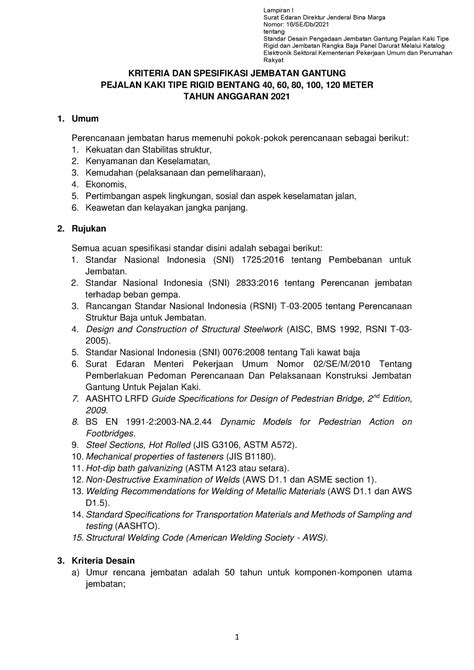 Lampiran I
Surat Edaran Direktur Jenderal Bina Marga
Nomor: 16/SE/Db/2021
tentang
Standar Desain Pengadaan Jembatan Gantung Pejalan Kaki Tipe
Rigid dan Jembatan Rangka Baja Panel Darurat Melalui Katalog
Elektronik Sektoral Kementerian Pekerjaan Umum dan Perumahan
Rakyat
KRITERIA DAN SPESIFIKASI JEMBATAN GANTUNG
PEJALAN KAKI TIPE RIGID BENTANG 40, 60, 80, 100, 120 METER
TAHUN ANGGARAN 2021
1. Umum
Perencanaan jembatan harus memenuhi pokok-pokok perencanaan sebagai berikut:
1. Kekuatan dan Stabilitas struktur,
2. Kenyamanan dan Keselamatan,
3. Kemudahan (pelaksanaan dan pemeliharaan),
4. Ekonomis,
5. Pertimbangan aspek lingkungan, sosial dan aspek keselamatan jalan,
6. Keawetan dan kelayakan jangka panjang.
2. Rujukan
Semua acuan spesifikasi standar disini adalah sebagai berikut:
1. Standar Nasional Indonesia (SNI) 1725:2016 tentang Pembebanan untuk
Jembatan.
2. Standar Nasional Indonesia (SNI) 2833:2016 tentang Perencanan jembatan
terhadap beban gempa.
3. Rancangan Standar Nasional Indonesia (RSNI) T-03-2005 tentang Perencanaan
Struktur Baja untuk Jembatan.
4. Design and Construction of Structural Steelwork (AISC, BMS 1992, RSNI T-03-
2005).
5. Standar Nasional Indonesia (SNI) 0076:2008 tentang Tali kawat baja
6. Surat Edaran Menteri Pekerjaan Umum Nomor 02/SE/M/2010 Tentang
Pemberlakuan Pedoman Perencanaan Dan Pelaksanaan Konstruksi Jembatan
Gantung Untuk Pejalan Kaki.
7. AASHTO LRFD Guide Specifications for Design of Pedestrian Bridge, 2nd Edition,
2009.
8. BS EN 1991-2:2003-NA.2.44 Dynamic Models for Pedestrian Action on
Footbridges.
9. Steel Sections, Hot Rolled (JIS G3106, ASTM A572).
10. Mechanical properties of fasteners (JIS B1180).
11. Hot-dip bath galvanizing (ASTM A123 atau setara).
12. Non-Destructive Examination of Welds (AWS D1.1 dan ASME section 1).
13. Welding Recommendations for Welding of Metallic Materials (AWS D1.1 dan AWS
D1.5).
14. Standard Specifications for Transportation Materials and Methods of Sampling and
testing (AASHTO).
15. Structural Welding Code (American Welding Society - AWS).
3. Kriteria Desain
a) Umur rencana jembatan adalah 50 tahun untuk komponen-komponen utama
jembatan;
1